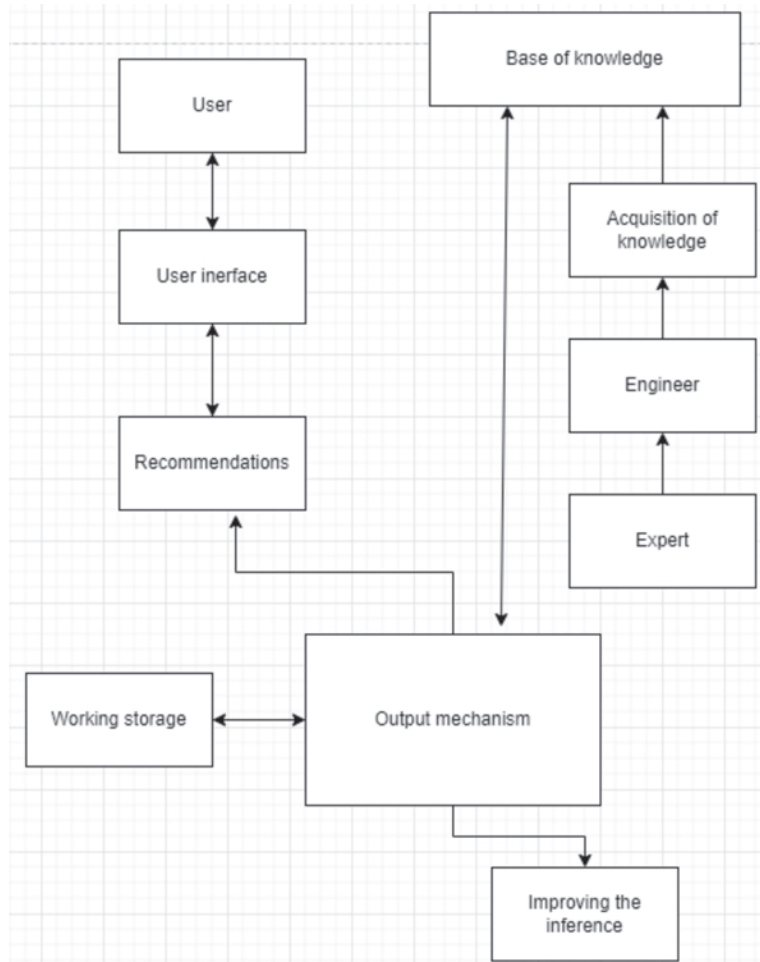 Base of knowledge
User
Acquisition of
knowledge
User inerface
Engineer
Recommendations
Expert
Working storage
Output mechanism
Improving the
inference